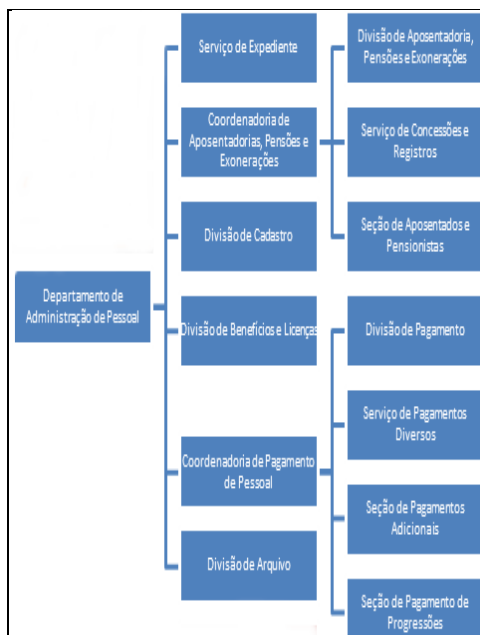 Departamento de
Administração de Pessoal
Serviço de Expediente
Coordenadoria de
Aposentadorias, Pensões e
Exonerações
Divisão de Aposentadoria,
Pensões e Exonerações
Serviço de Concessões e
Registros
Seção de Aposentados e
Pensionistas
Divisão de Cadastro
Divisão de Benefícios e Licenças
Coordenadoria de Pagamento
de Pessoal
Divisão de Pagamento
Serviço de Pagamentos
Diversos
Seção de Pagamentos
Adicionais
Seção de Pagamento de
Progressões
Divisão de Arquivo